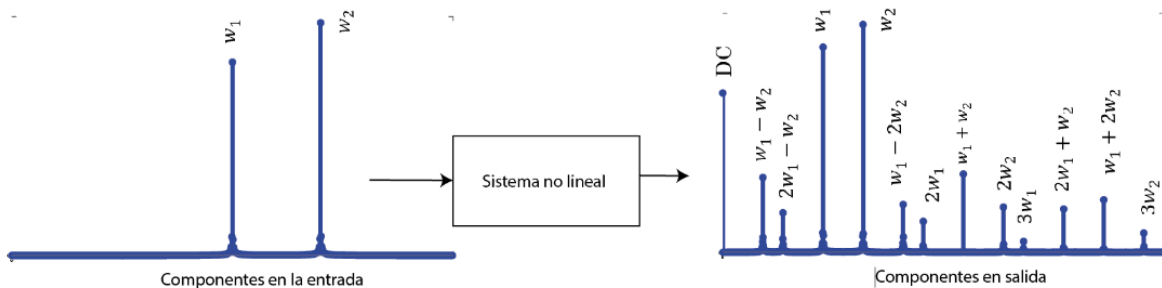 w₁
w₂
Sistema no lineal
Componentes en la entrada
DC
w₁ − w₂
2w₁ − w₂
w₁
w₂
w₁ − 2w₂
2w₁
w₁ + w₂
2w₂
3w₁
2w₁ + w₂
w₁ + 2w₂
3w₂
Componentes en salida